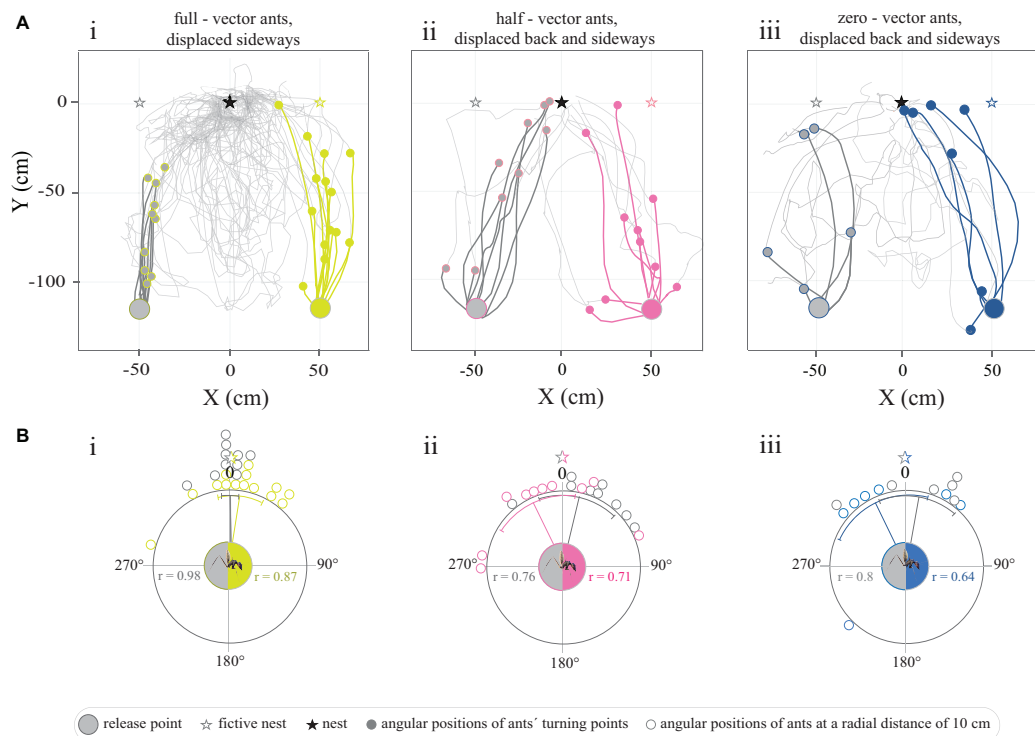 A
i
full - vector ants,
displaced sideways
ii
half - vector ants,
displaced back and sideways
iii
zero - vector ants,
displaced back and sideways
Y (cm)
0
-50
-100
-50
0
50
X (cm)
-50
0
50
X (cm)
-50
0
50
X (cm)
B
i
0
270°
90°
180°
r = 0.98
r = 0.87
ii
0
270°
90°
180°
r = 0.76
r = 0.71
iii
0
270°
90°
180°
r = 0.8
r = 0.64
release point
fictive nest
nest
angular positions of ants´ turning points
angular positions of ants at a radial distance of 10 cm